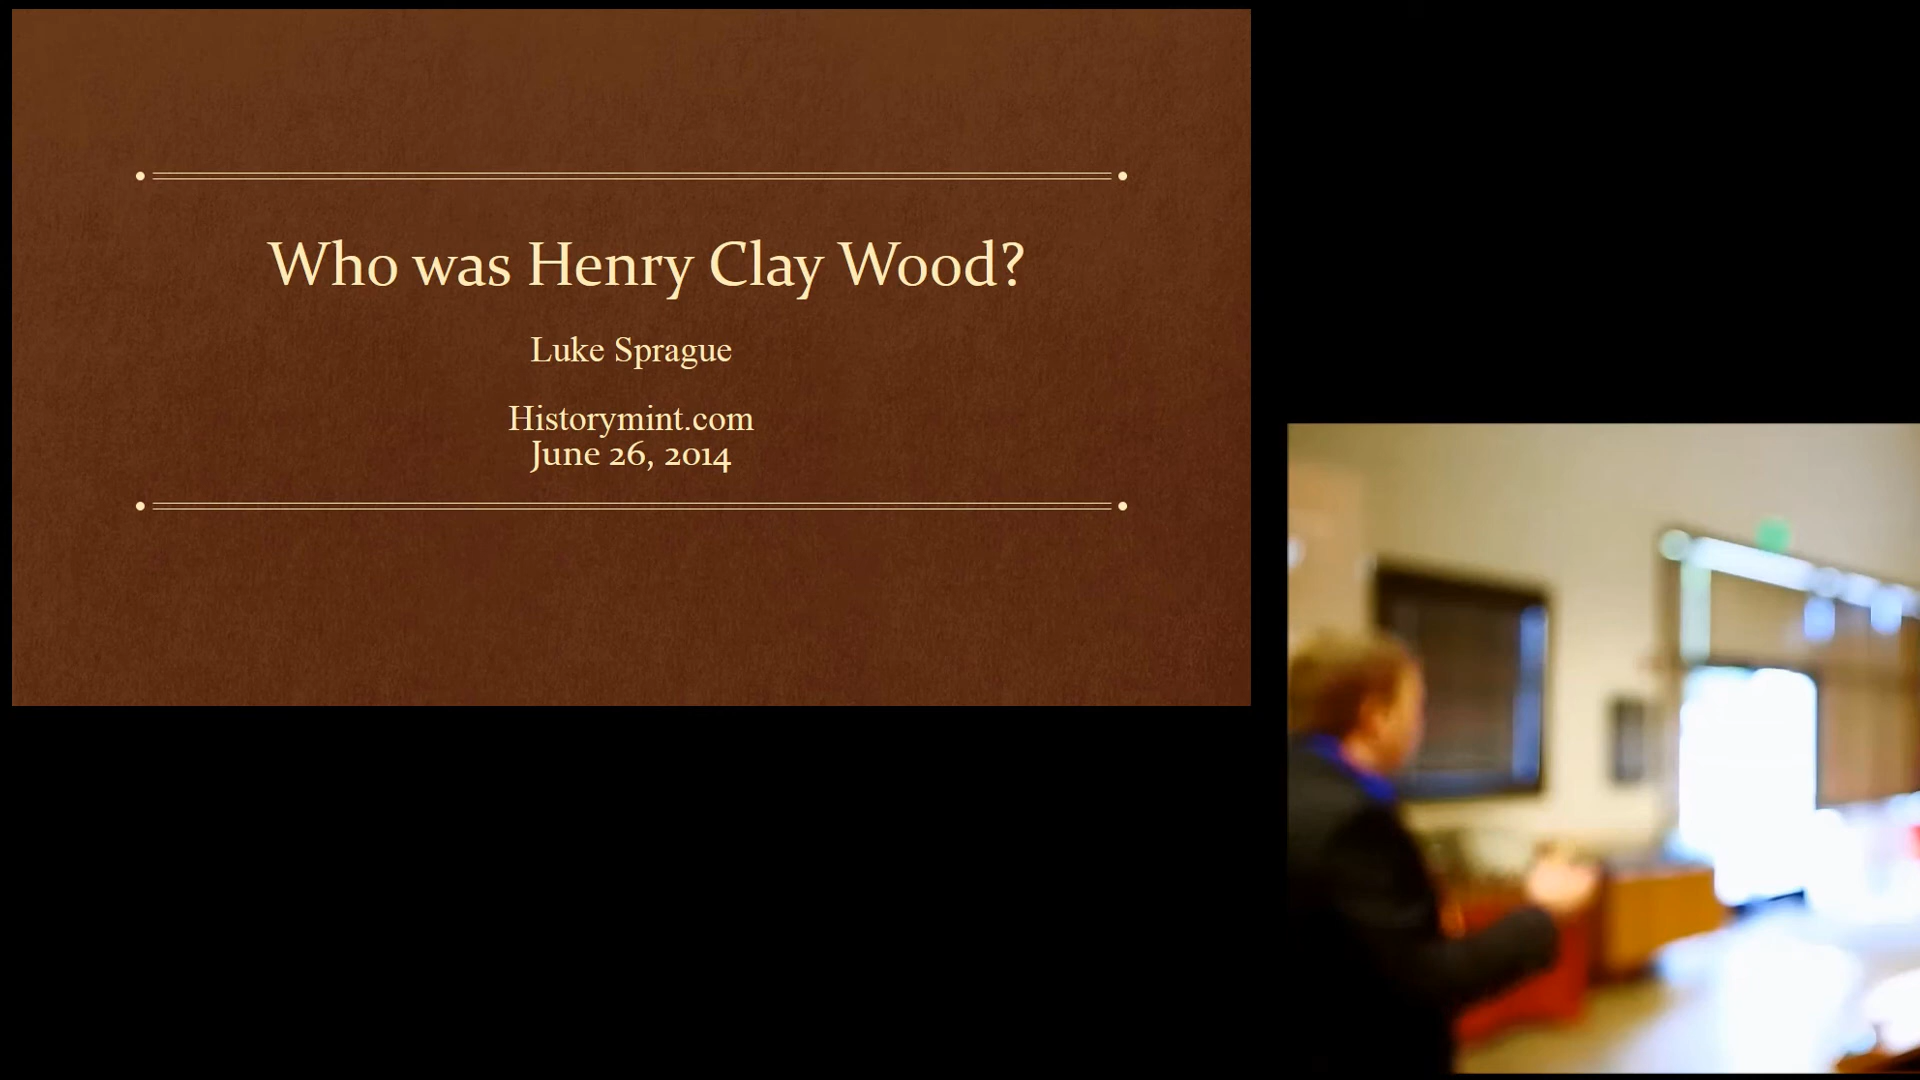 Who was Henry Clay Wood?
Luke Sprague
Historymint.com
June 26, 2014